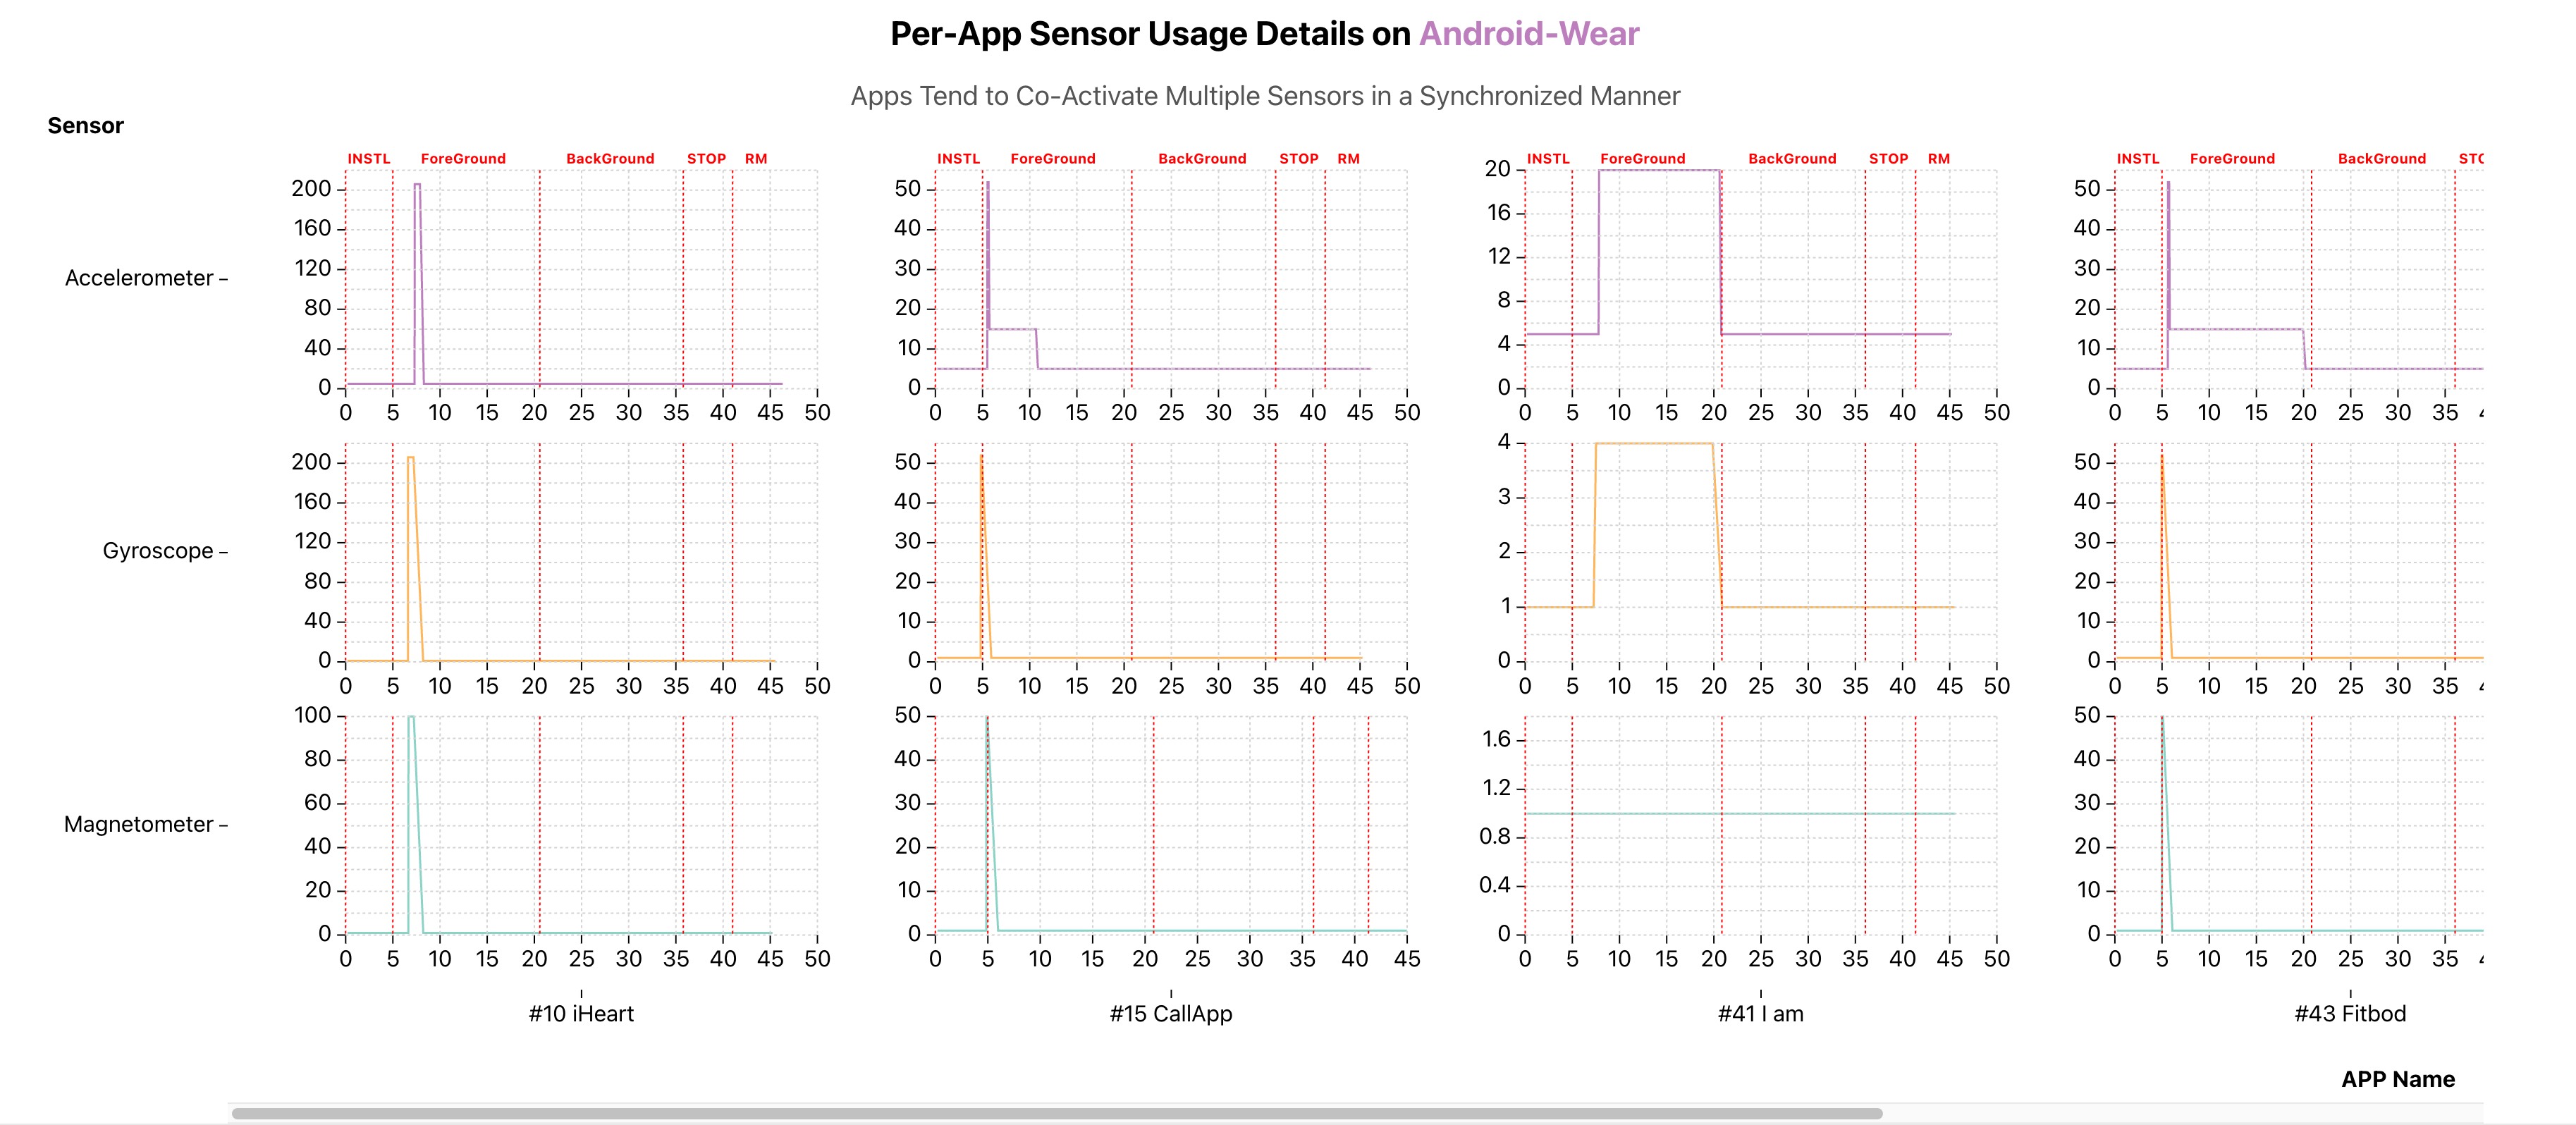 Per-App Sensor Usage Details on Android-Wear
Apps Tend to Co-Activate Multiple Sensors in a Synchronized Manner
Sensor
INSTL ForeGround BackGround STOP RM
INSTL ForeGround BackGround STOP RM
INSTL ForeGround BackGround STOP RM
INSTL ForeGround BackGround
Accelerometer
200
160
120
80
40
0
0 5 10 15 20 25 30 35 40 45 50
50
40
30
20
10
0
0 5 10 15 20 25 30 35 40 45 50
20
16
12
8
4
0
0 5 10 15 20 25 30 35 40 45 50
50
40
30
20
10
0
0 5 10 15 20 25 30 35
Gyroscope
200
160
120
80
40
0
0 5 10 15 20 25 30 35 40 45 50
50
40
30
20
10
0
0 5 10 15 20 25 30 35 40 45 50
4
3
2
1
0
0 5 10 15 20 25 30 35 40 45 50
50
40
30
20
10
0
0 5 10 15 20 25 30 35
Magnetometer
100
80
60
40
20
0
0 5 10 15 20 25 30 35 40 45 50
50
40
30
20
10
0
0 5 10 15 20 25 30 35 40 45
1.6
1.2
0.8
0.4
0
0 5 10 15 20 25 30 35 40 45 50
50
40
30
20
10
0
0 5 10 15 20 25 30 35
#10 iHeart
#15 CallApp
#41 I am
#43 Fitbod
APP Name